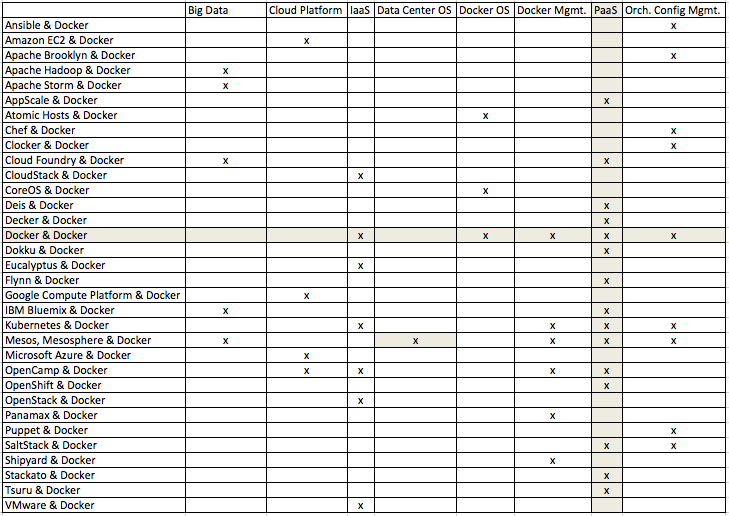 Big Data Cloud Platform IaaS Data Center OS Docker OS Docker Mgmt. PaaS Orch. Config Mgmt.
Ansible & Docker x
Amazon EC2 & Docker x
Apache Brooklyn & Docker x
Apache Hadoop & Docker x
Apache Storm & Docker x
AppScale & Docker x
Atomic Hosts & Docker x
Chef & Docker x
Clocker & Docker x
Cloud Foundry & Docker x x
CloudStack & Docker x
CoreOS & Docker x
Deis & Docker x
Decker & Docker x
Docker & Docker x x x x x
Dokku & Docker x
Eucalyptus & Docker x
Flynn & Docker x
Google Compute Platform & Docker x
IBM Bluemix & Docker x x
Kubernetes & Docker x x x x
Mesos, Mesosphere & Docker x x x x x
Microsoft Azure & Docker x
OpenCamp & Docker x x x x
OpenShift & Docker x
OpenStack & Docker x
Panamax & Docker x
Puppet & Docker x
SaltStack & Docker x x
Shipyard & Docker x
Stackato & Docker x
Tsuru & Docker x
VMware & Docker x